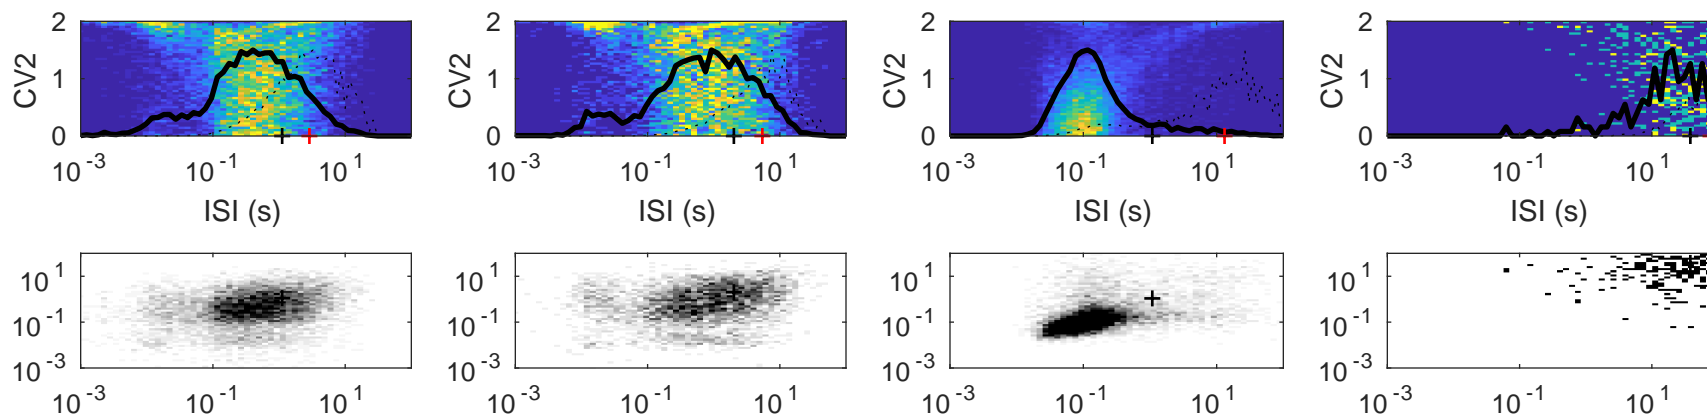 2 2 2 2
CV2 CV2 CV2 CV2
1 1 1 1
0 0 0 0
10^-3 10^-1 10^1 10^-3 10^-1 10^1 10^-3 10^-1 10^1 10^-3 10^-1 10^1
ISI (s) ISI (s) ISI (s) ISI (s)
10^1 10^1 10^1 10^1
10^-1 10^-1 10^-1 10^-1
10^-3 10^-3 10^-3 10^-3
10^-3 10^-1 10^1 10^-3 10^-1 10^1 10^-3 10^-1 10^1 10^-3 10^-1 10^1